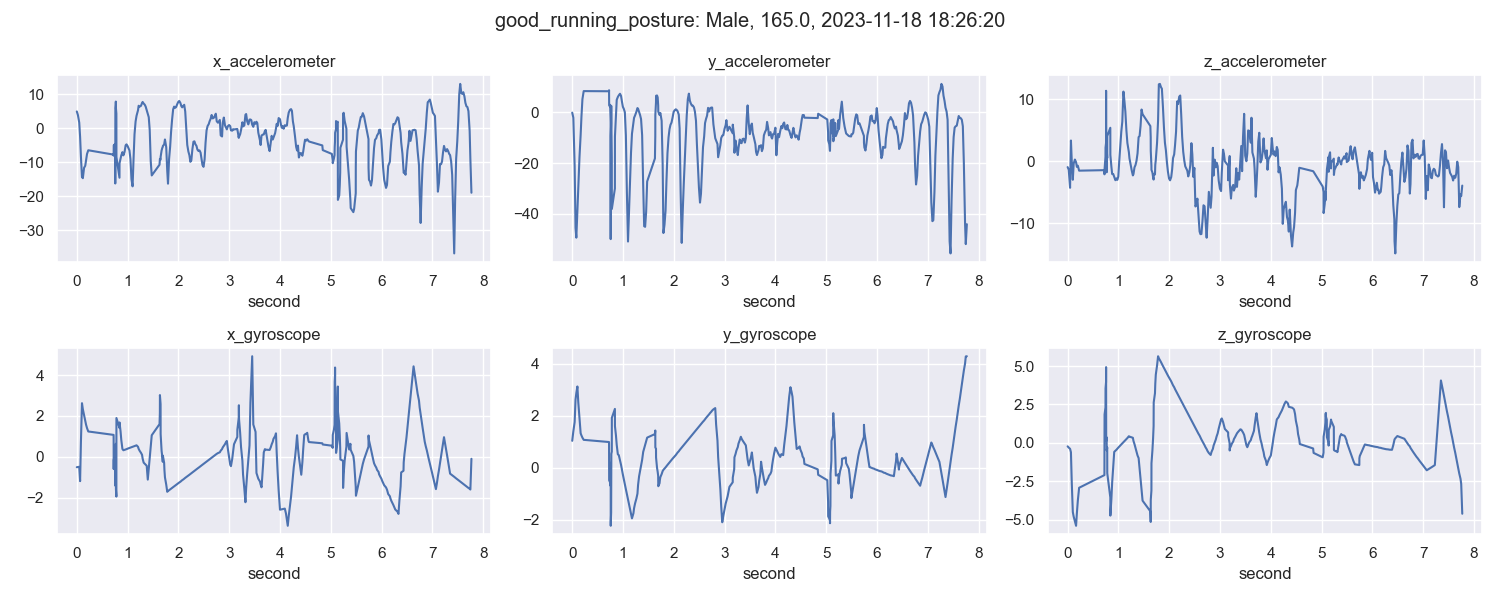 good_running_posture: Male, 165.0, 2023-11-18 18:26:20
x_accelerometer
10
0
−10
−20
−30
0 1 2 3 4 5 6 7 8
second
y_accelerometer
0
−20
−40
0 1 2 3 4 5 6 7 8
second
z_accelerometer
10
0
−10
0 1 2 3 4 5 6 7 8
second
x_gyroscope
4
2
0
−2
0 1 2 3 4 5 6 7 8
second
y_gyroscope
4
2
0
−2
0 1 2 3 4 5 6 7 8
second
z_gyroscope
5.0
2.5
0.0
−2.5
−5.0
0 1 2 3 4 5 6 7 8
second